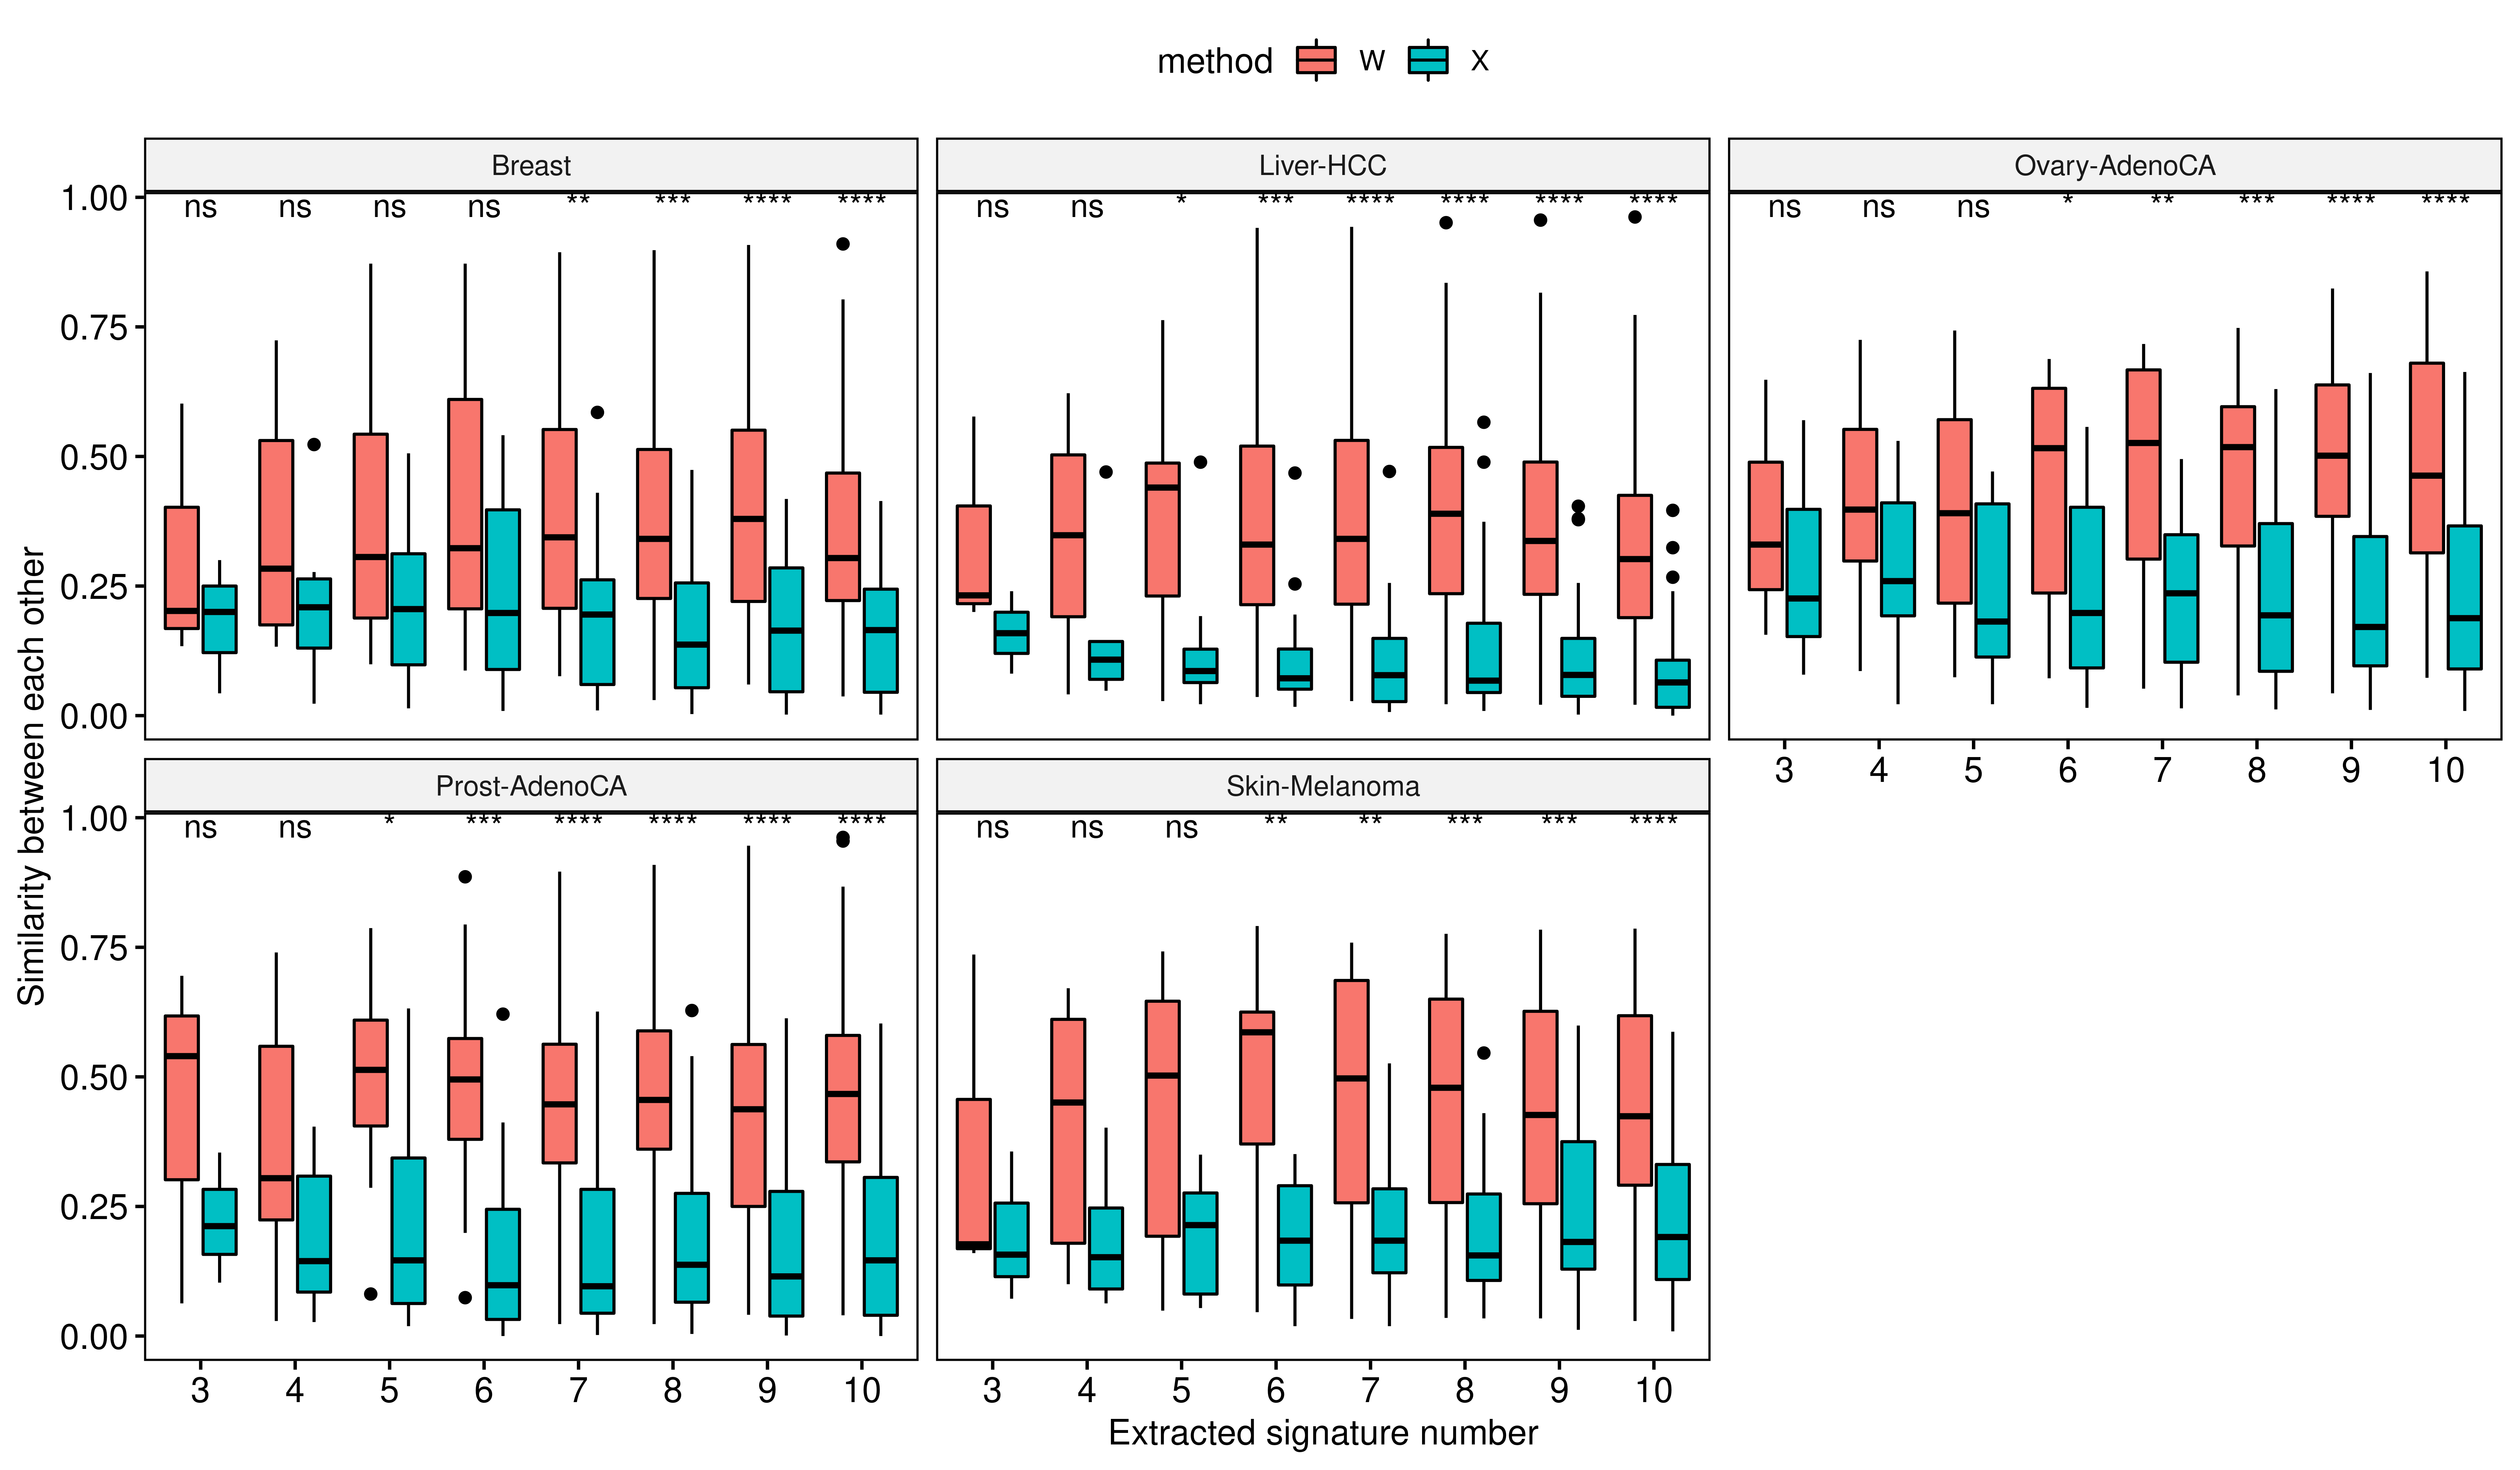 method W X
Breast
Liver-HCC
Ovary-AdenoCA
ns ns ns ns ** *** **** ****
ns ns * *** **** **** **** ****
ns ns ns * ** *** **** ****
1.00
0.75
0.50
0.25
0.00
3 4 5 6 7 8 9 10
Similarity between each other
Prost-AdenoCA
Skin-Melanoma
ns ns * *** **** **** **** ****
ns ns ns ** ** *** *** ****
1.00
0.75
0.50
0.25
0.00
3 4 5 6 7 8 9 10
3 4 5 6 7 8 9 10
Extracted signature number